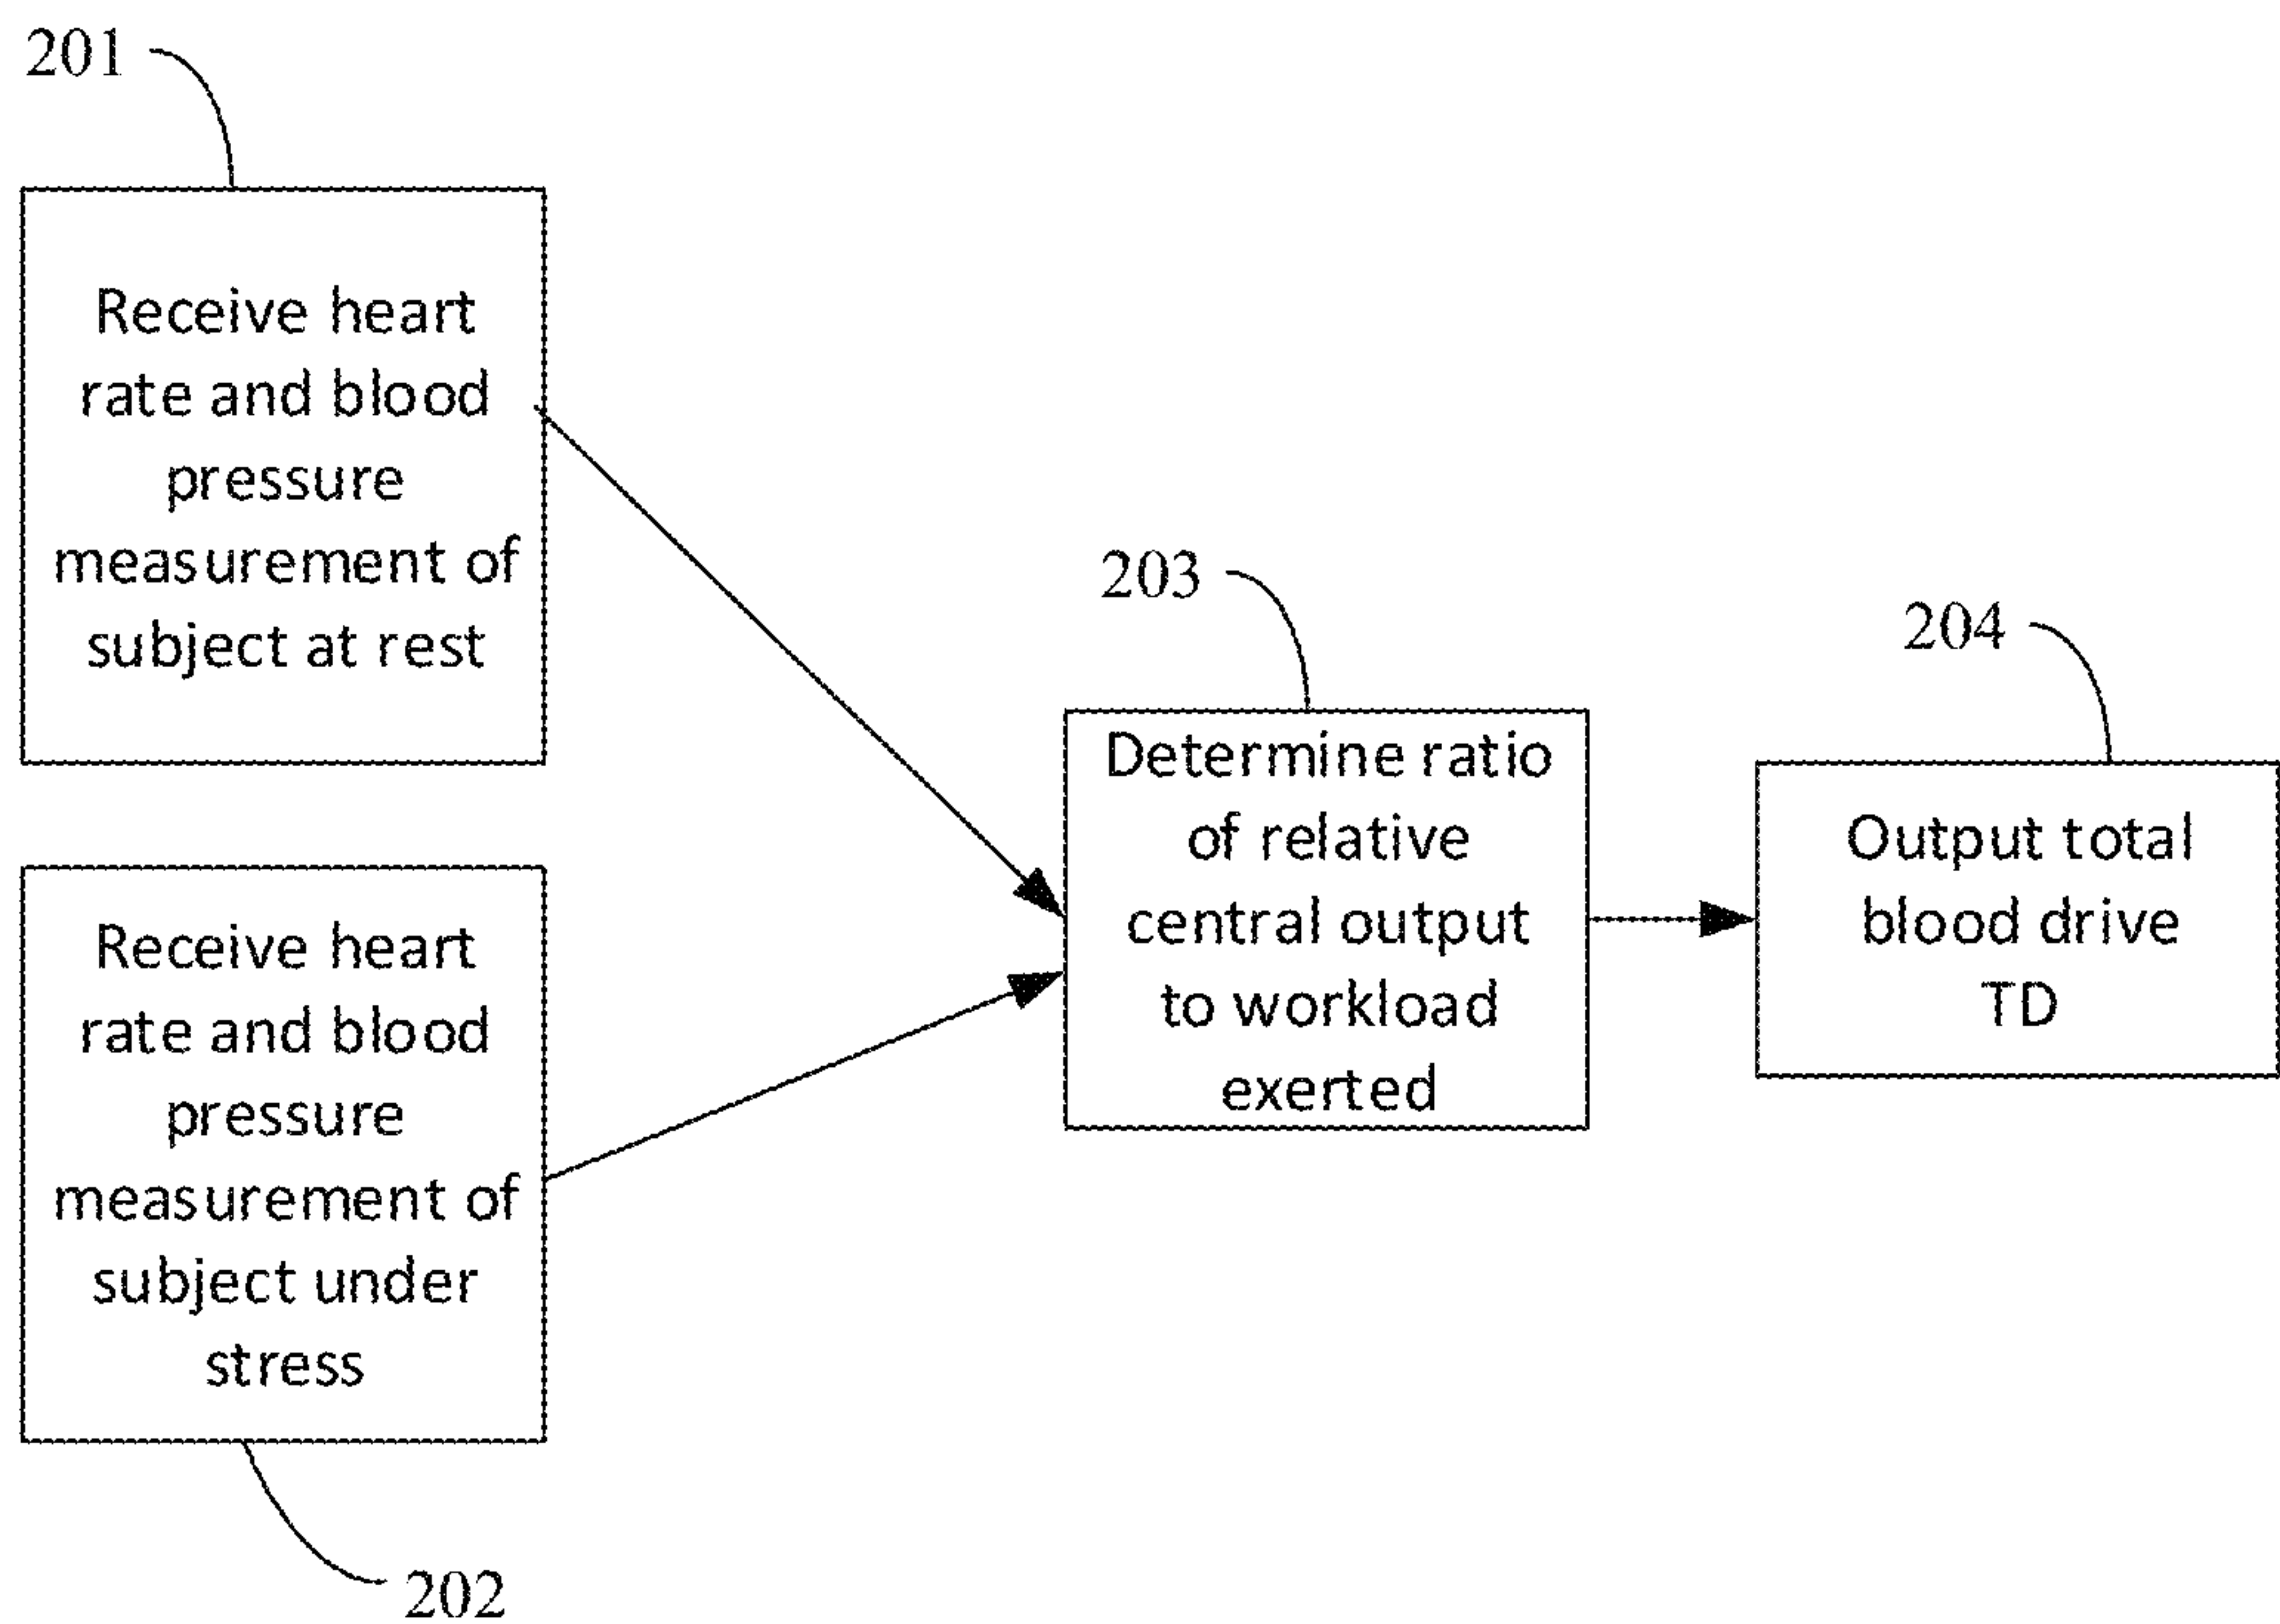 201
Receive heart
rate and blood
pressure
measurement of
subject at rest
Receive heart
rate and blood
pressure
measurement of
subject under
stress
202
203
Determine ratio
of relative
central output
to workload
exerted
204
Output total
blood drive
TD